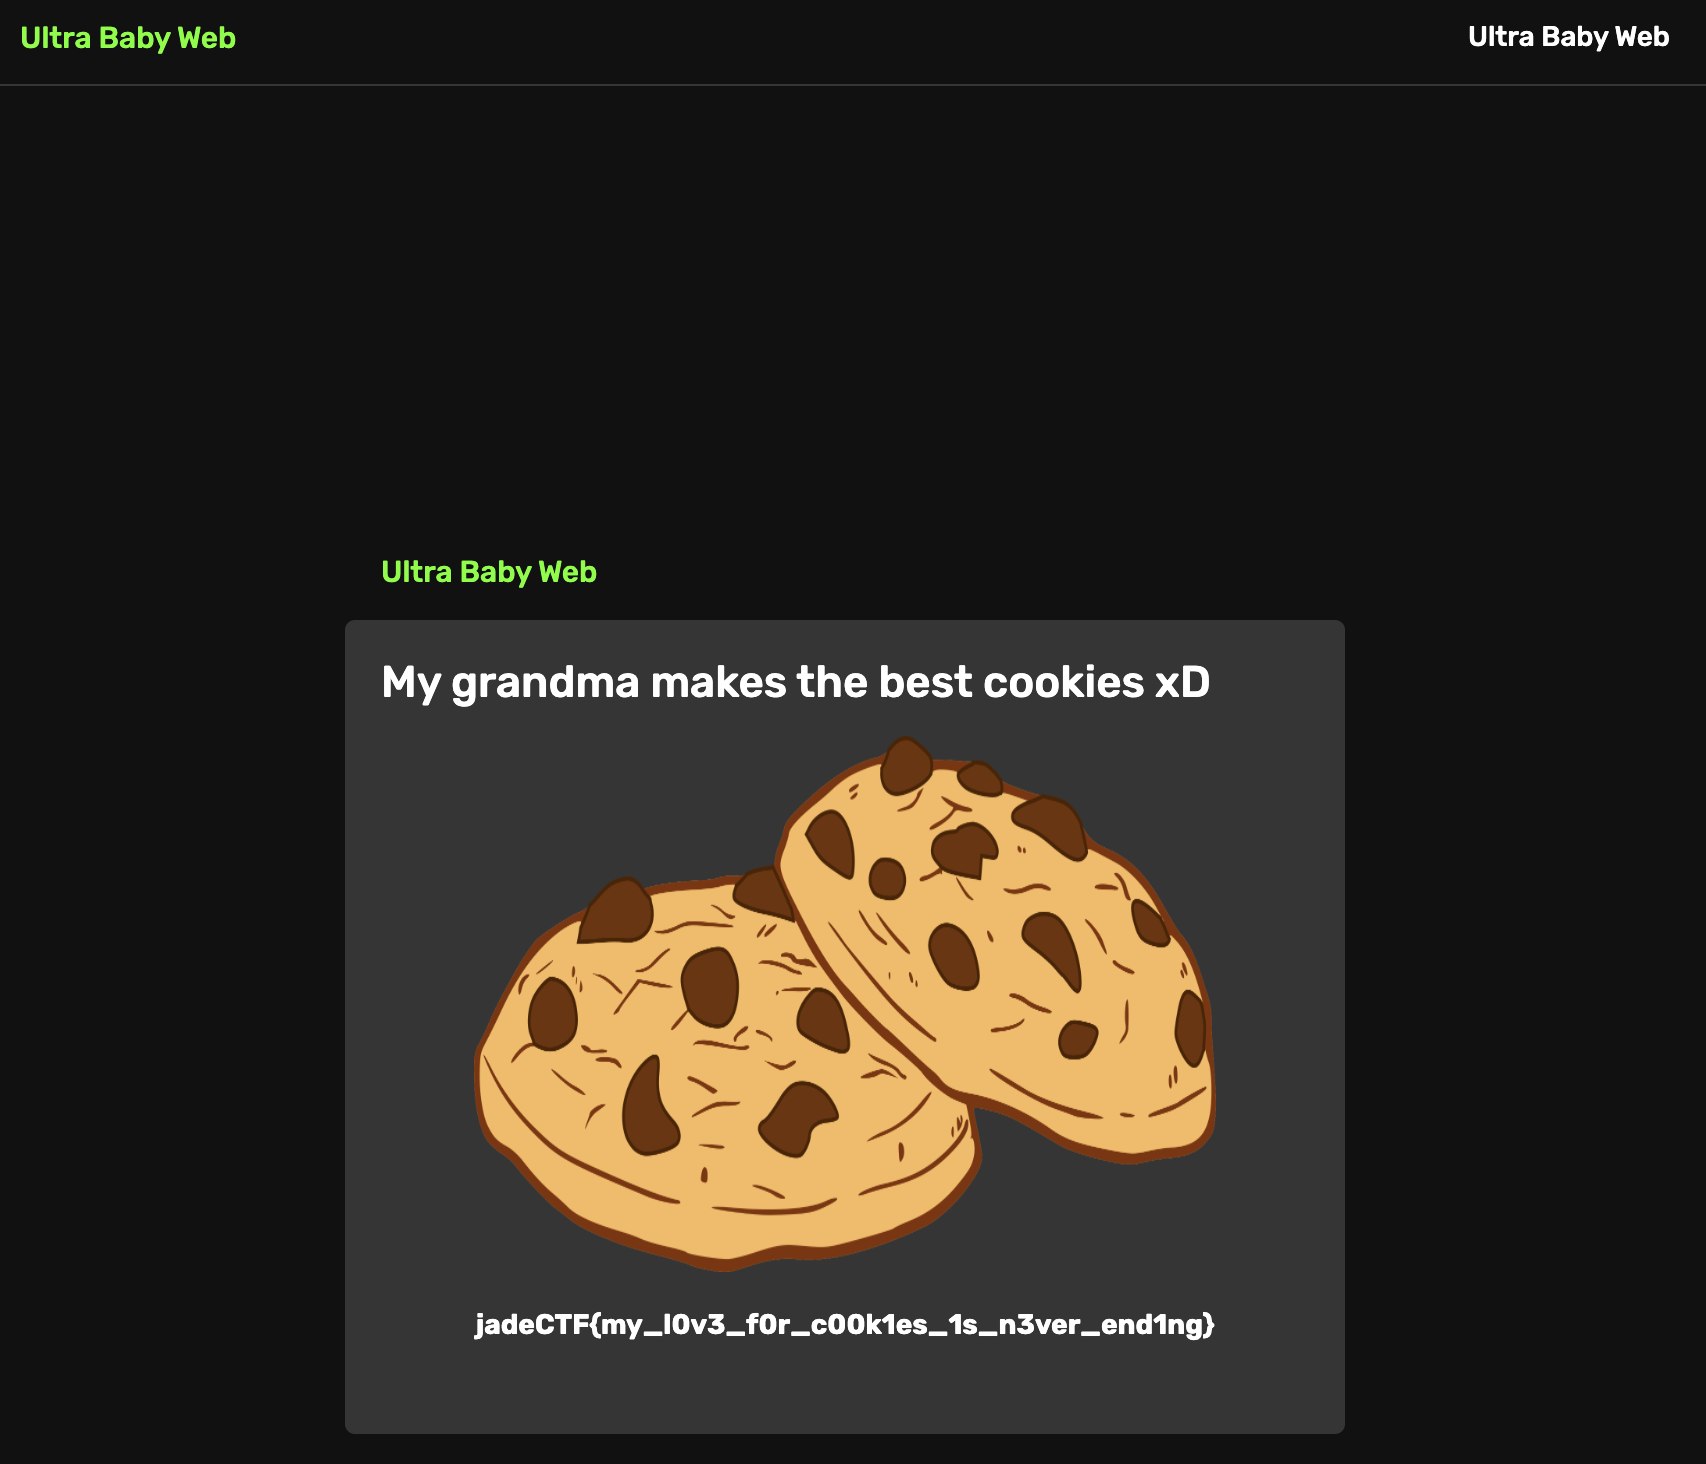 Ultra Baby Web
Ultra Baby Web
Ultra Baby Web
My grandma makes the best cookies xD
jadeCTF{my_l0v3_f0r_c00k1es_1s_n3ver_end1ng}